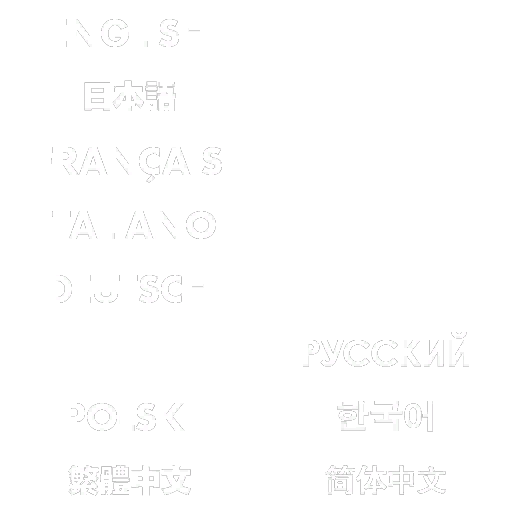 ENGLISH
日本語
FRANÇAIS
ITALIANO
DEUTSCH
РУССКИЙ
POLSKI 한국어
繁體中文 简体中文